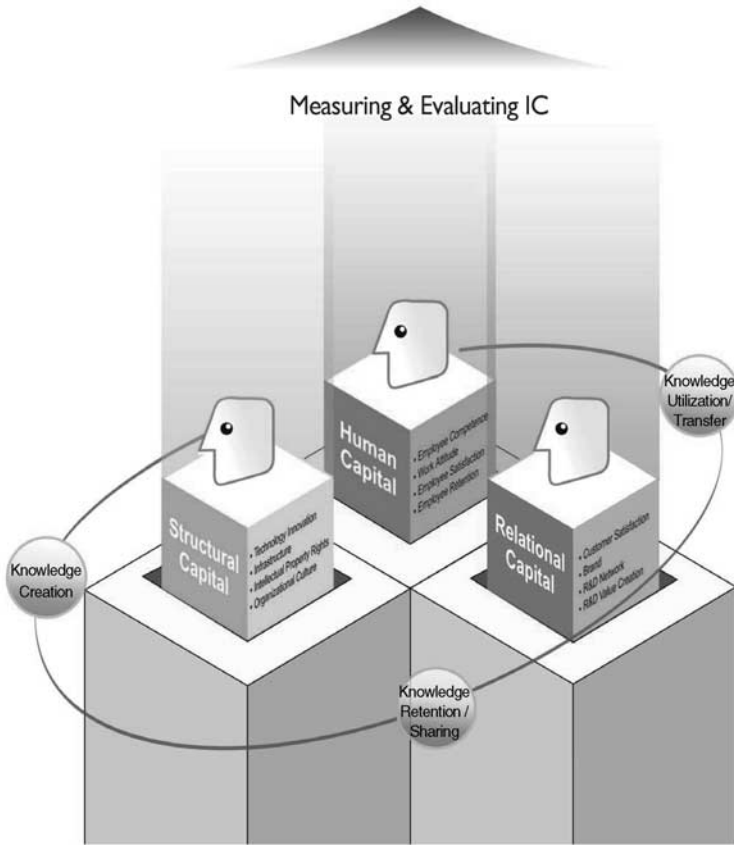 Measuring & Evaluating IC
Knowledge
Utilization/
Transfer
Human
Capital
• Employee Competence
• Work Attitude
• Employee Satisfaction
• Employee Retention
Structural
Capital
• Technology Innovation
• Infrastructure
• Intellectual Property Rights
• Organizational Culture
Relational
Capital
• Customer Satisfaction
• Brand
• R&D Network
• R&D Value Creation
Knowledge
Creation
Knowledge
Retention /
Sharing